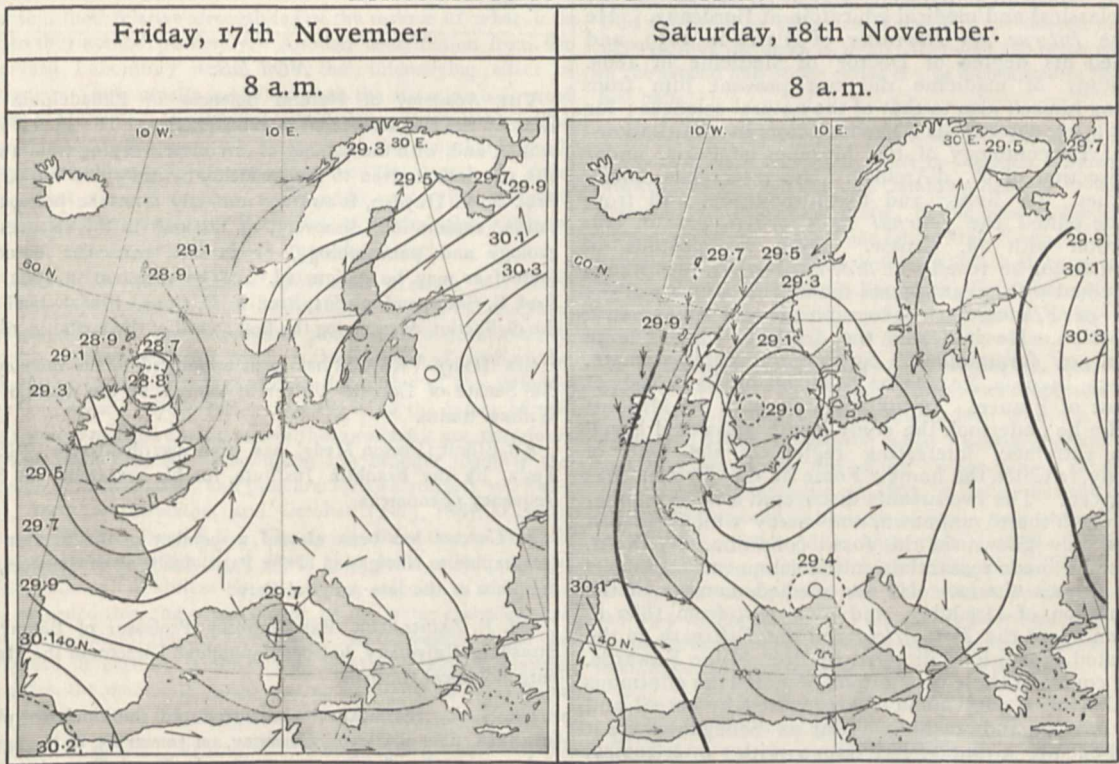 Friday, 17th November.
8 a.m.
10 W.
10 E.
30 E.
29.3
29.5
29.7
29.9
30.1
30.3
29.1
28.9
60 N.
28.9
28.7
29.1
28.8
29.3
29.5
29.7
29.9
29.7
30.1
40 N.
30.2
Saturday, 18th November.
8 a.m.
10 W.
10 E.
30 E.
29.5
29.7
29.9
30.1
30.3
60 N.
29.7
29.5
29.3
29.9
29.1
29.0
29.4
30.1
40 N.